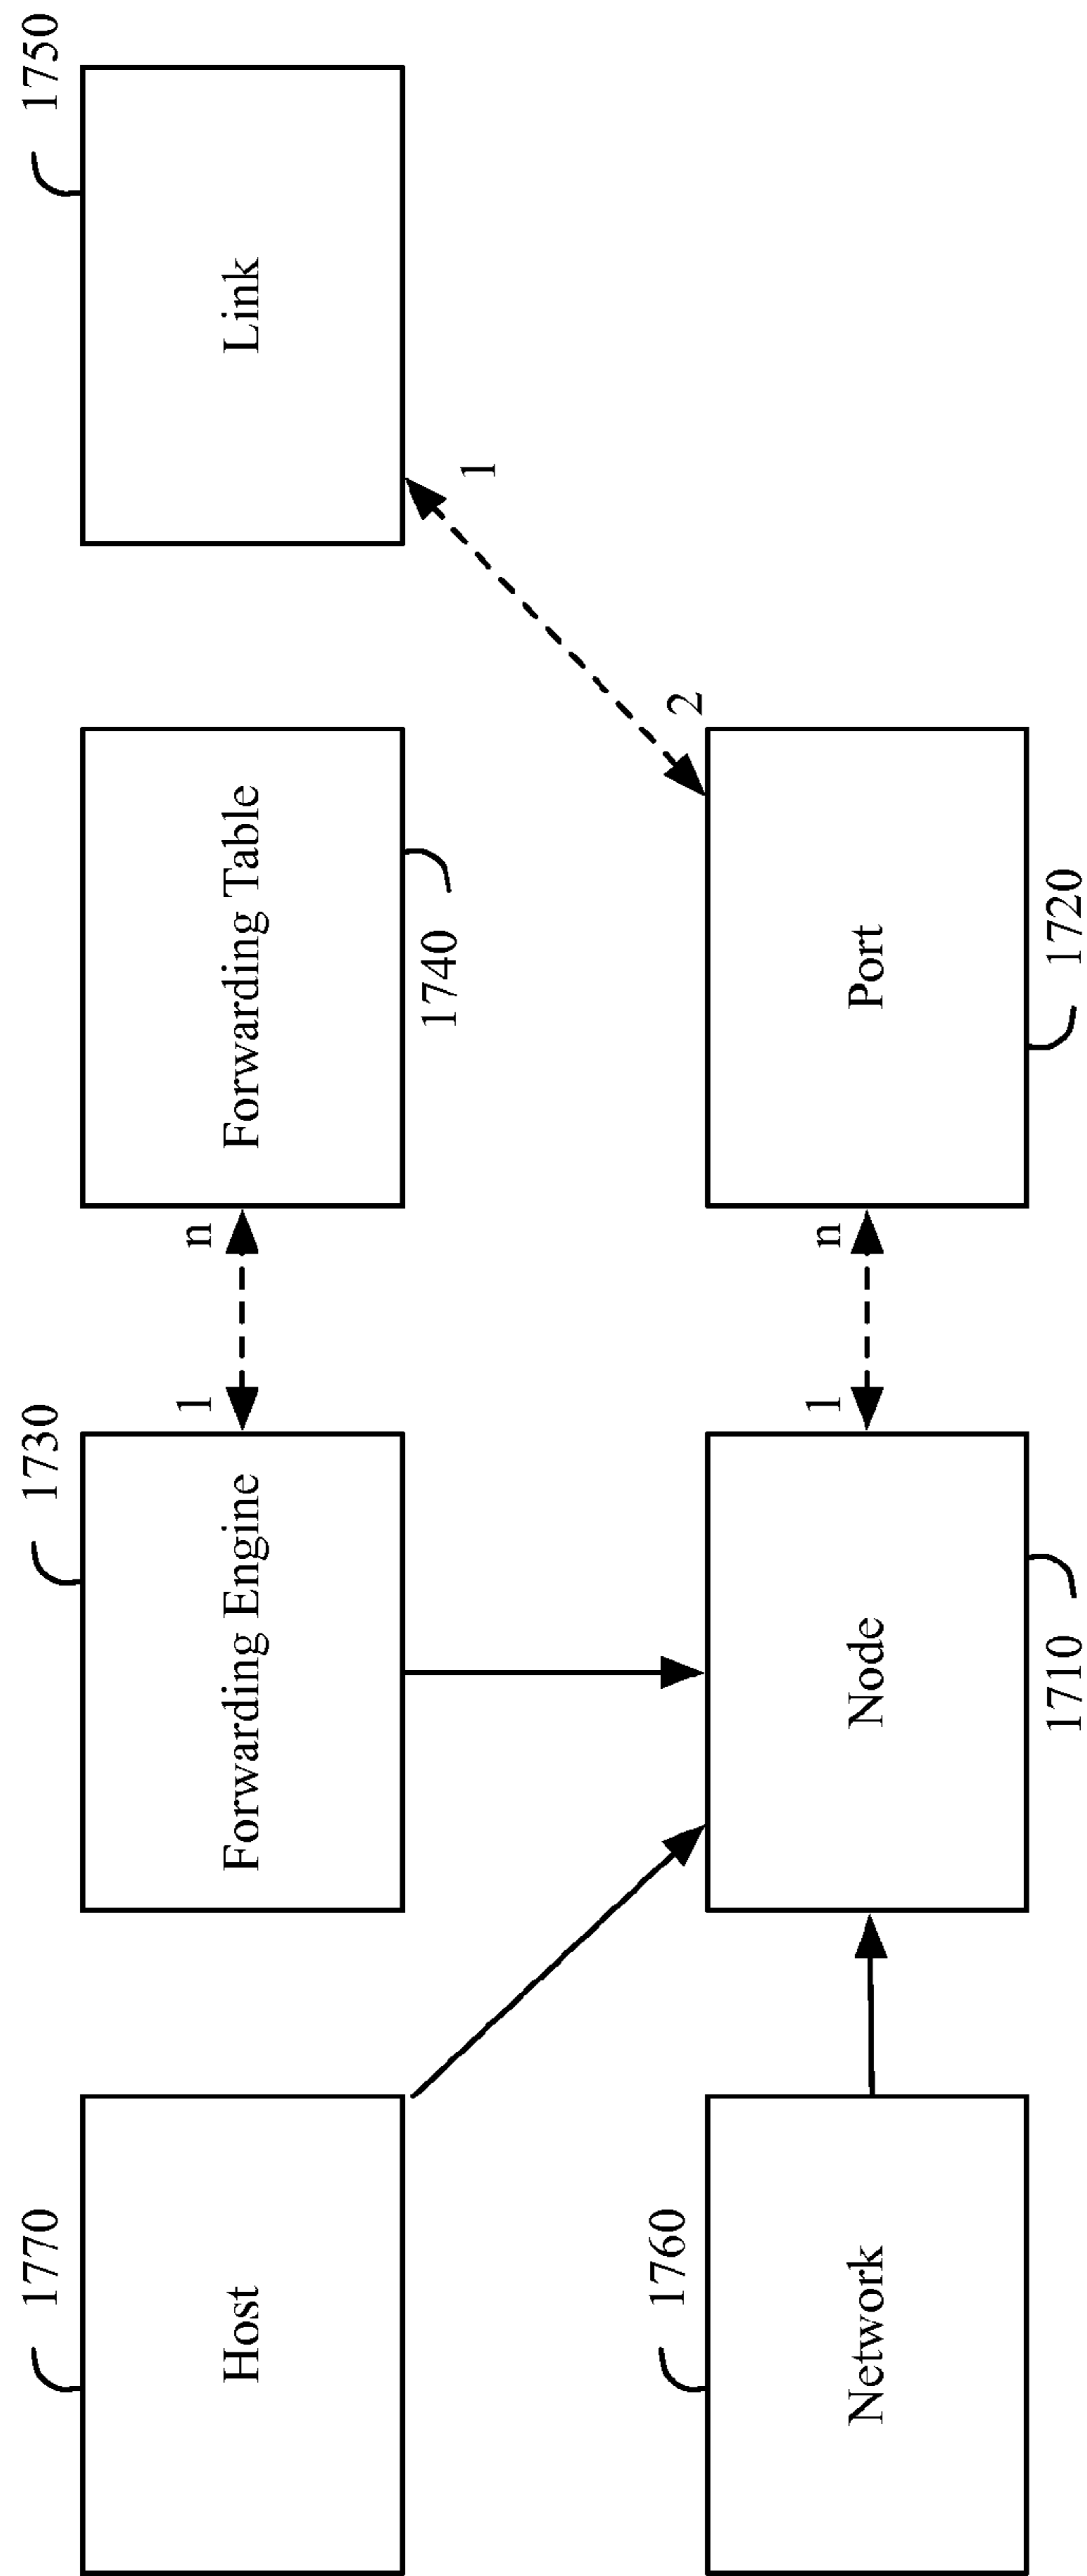 1770
1730
1750
Host
Forwarding Engine
1
n
Forwarding Table
Link
1740
1
1760
2
Network
Node
1
n
Port
1710
1720